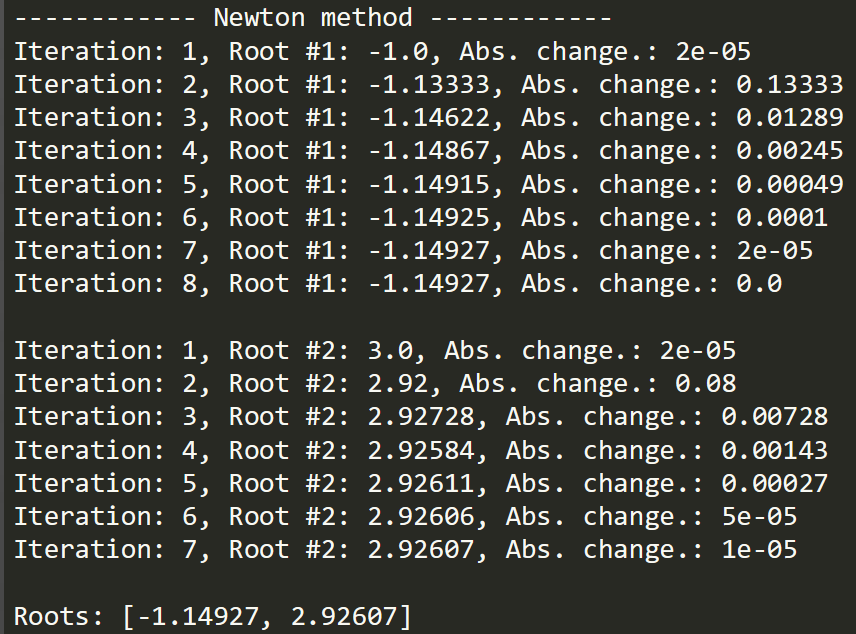 ------------ Newton method ------------
Iteration: 1, Root #1: -1.0, Abs. change.: 2e-05
Iteration: 2, Root #1: -1.13333, Abs. change.: 0.13333
Iteration: 3, Root #1: -1.14622, Abs. change.: 0.01289
Iteration: 4, Root #1: -1.14867, Abs. change.: 0.00245
Iteration: 5, Root #1: -1.14915, Abs. change.: 0.00049
Iteration: 6, Root #1: -1.14925, Abs. change.: 0.0001
Iteration: 7, Root #1: -1.14927, Abs. change.: 2e-05
Iteration: 8, Root #1: -1.14927, Abs. change.: 0.0
Iteration: 1, Root #2: 3.0, Abs. change.: 2e-05
Iteration: 2, Root #2: 2.92, Abs. change.: 0.08
Iteration: 3, Root #2: 2.92728, Abs. change.: 0.00728
Iteration: 4, Root #2: 2.92584, Abs. change.: 0.00143
Iteration: 5, Root #2: 2.92611, Abs. change.: 0.00027
Iteration: 6, Root #2: 2.92606, Abs. change.: 5e-05
Iteration: 7, Root #2: 2.92607, Abs. change.: 1e-05
Roots: [-1.14927, 2.92607]